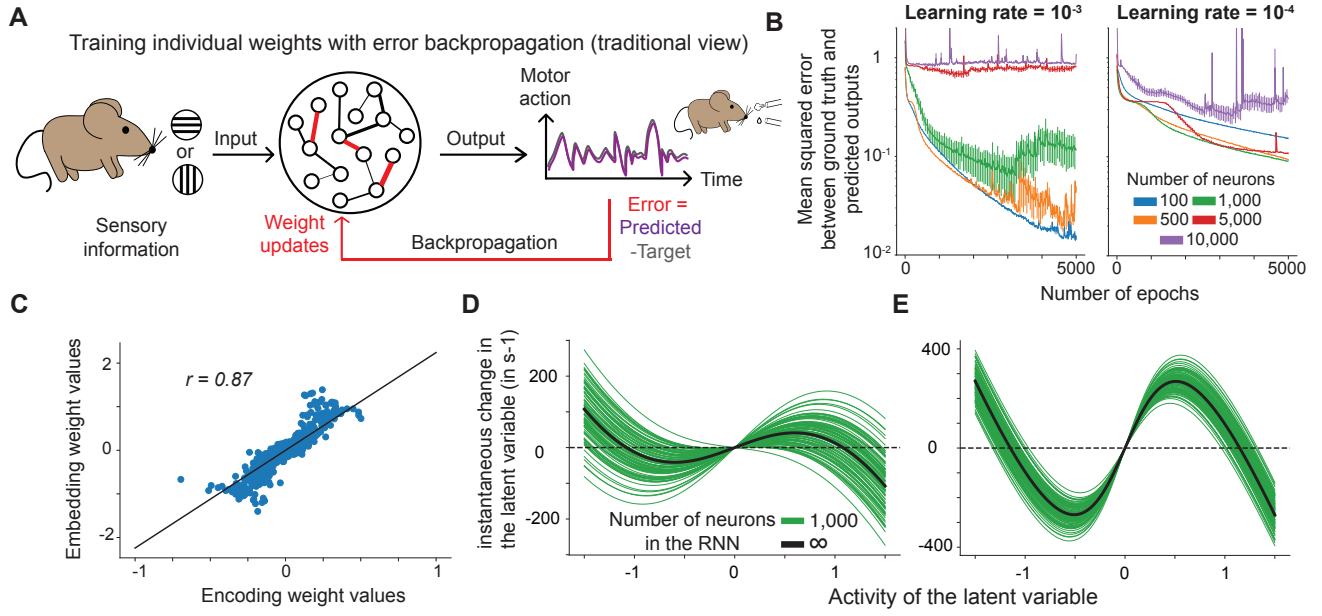 A
Training individual weights with error backpropagation (traditional view)
or
Sensory
information
Input
Weight
updates
Output
Backpropagation
Motor
action
Time
Error =
Predicted
-Target
B
Learning rate = 10⁻³
Learning rate = 10⁻⁴
Mean squared error
between ground truth and
predicted outputs
1
10⁻¹
10⁻²
0
5000
0
5000
Number of neurons
100
1,000
500
5,000
10,000
Number of epochs
C
Embedding weight values
2
0
-2
r = 0.87
-1
0
1
Encoding weight values
D
instantaneous change in
the latent variable (in s-1)
200
0
-200
Number of neurons
in the RNN
1,000
∞
-1
0
1
E
400
0
-400
-1
0
1
Activity of the latent variable